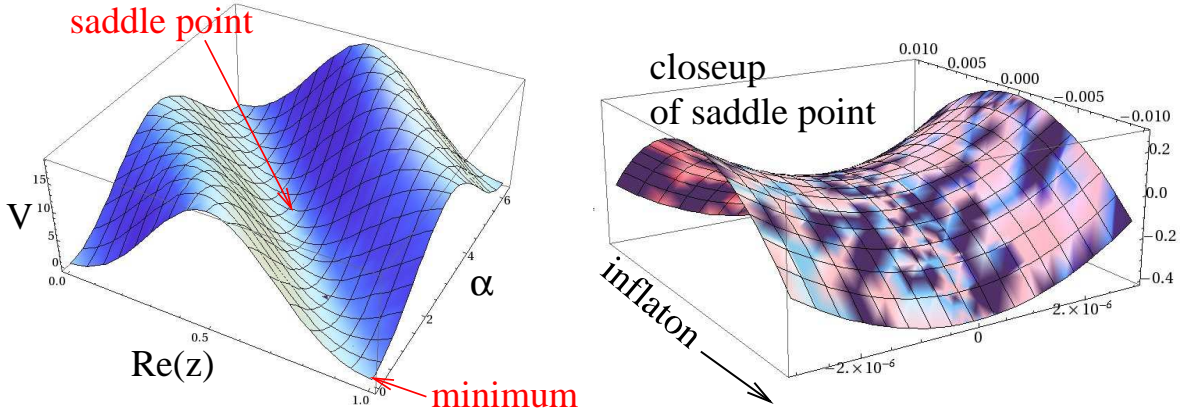 saddle point
V
15
10
5
0
0.0
0.5
1.0
Re(z)
0
2
4
6
α
minimum
closeup
of saddle point
0.010
0.005
0.000
−0.005
−0.010
0.2
0.0
−0.2
−0.4
−2.×10⁻⁶
0
2.×10⁻⁶
inflaton